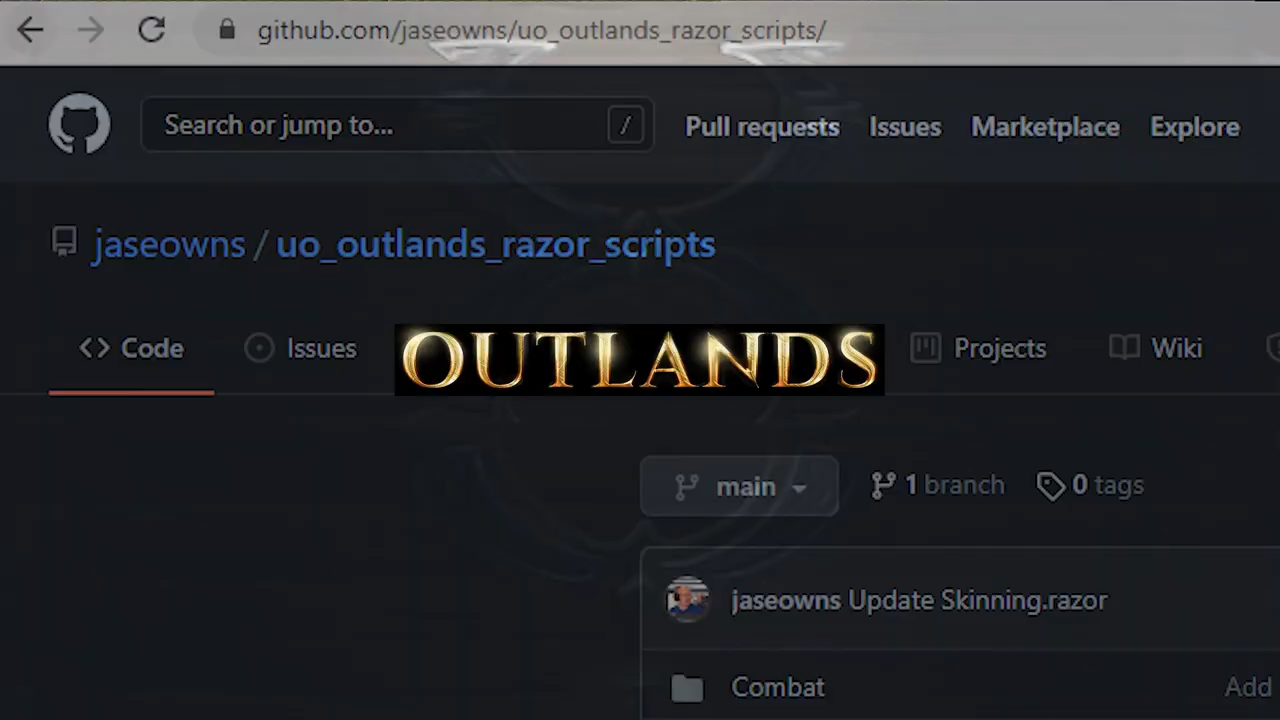 github.com/jaseowns/uo_outlands_razor_scripts/
Search or jump to... /
Pull requests Issues Marketplace Explore
jaseowns / uo_outlands_razor_scripts
Code Issues OUTLANDS Projects Wiki
main 1 branch 0 tags
jaseowns Update Skinning.razor
Combat Add